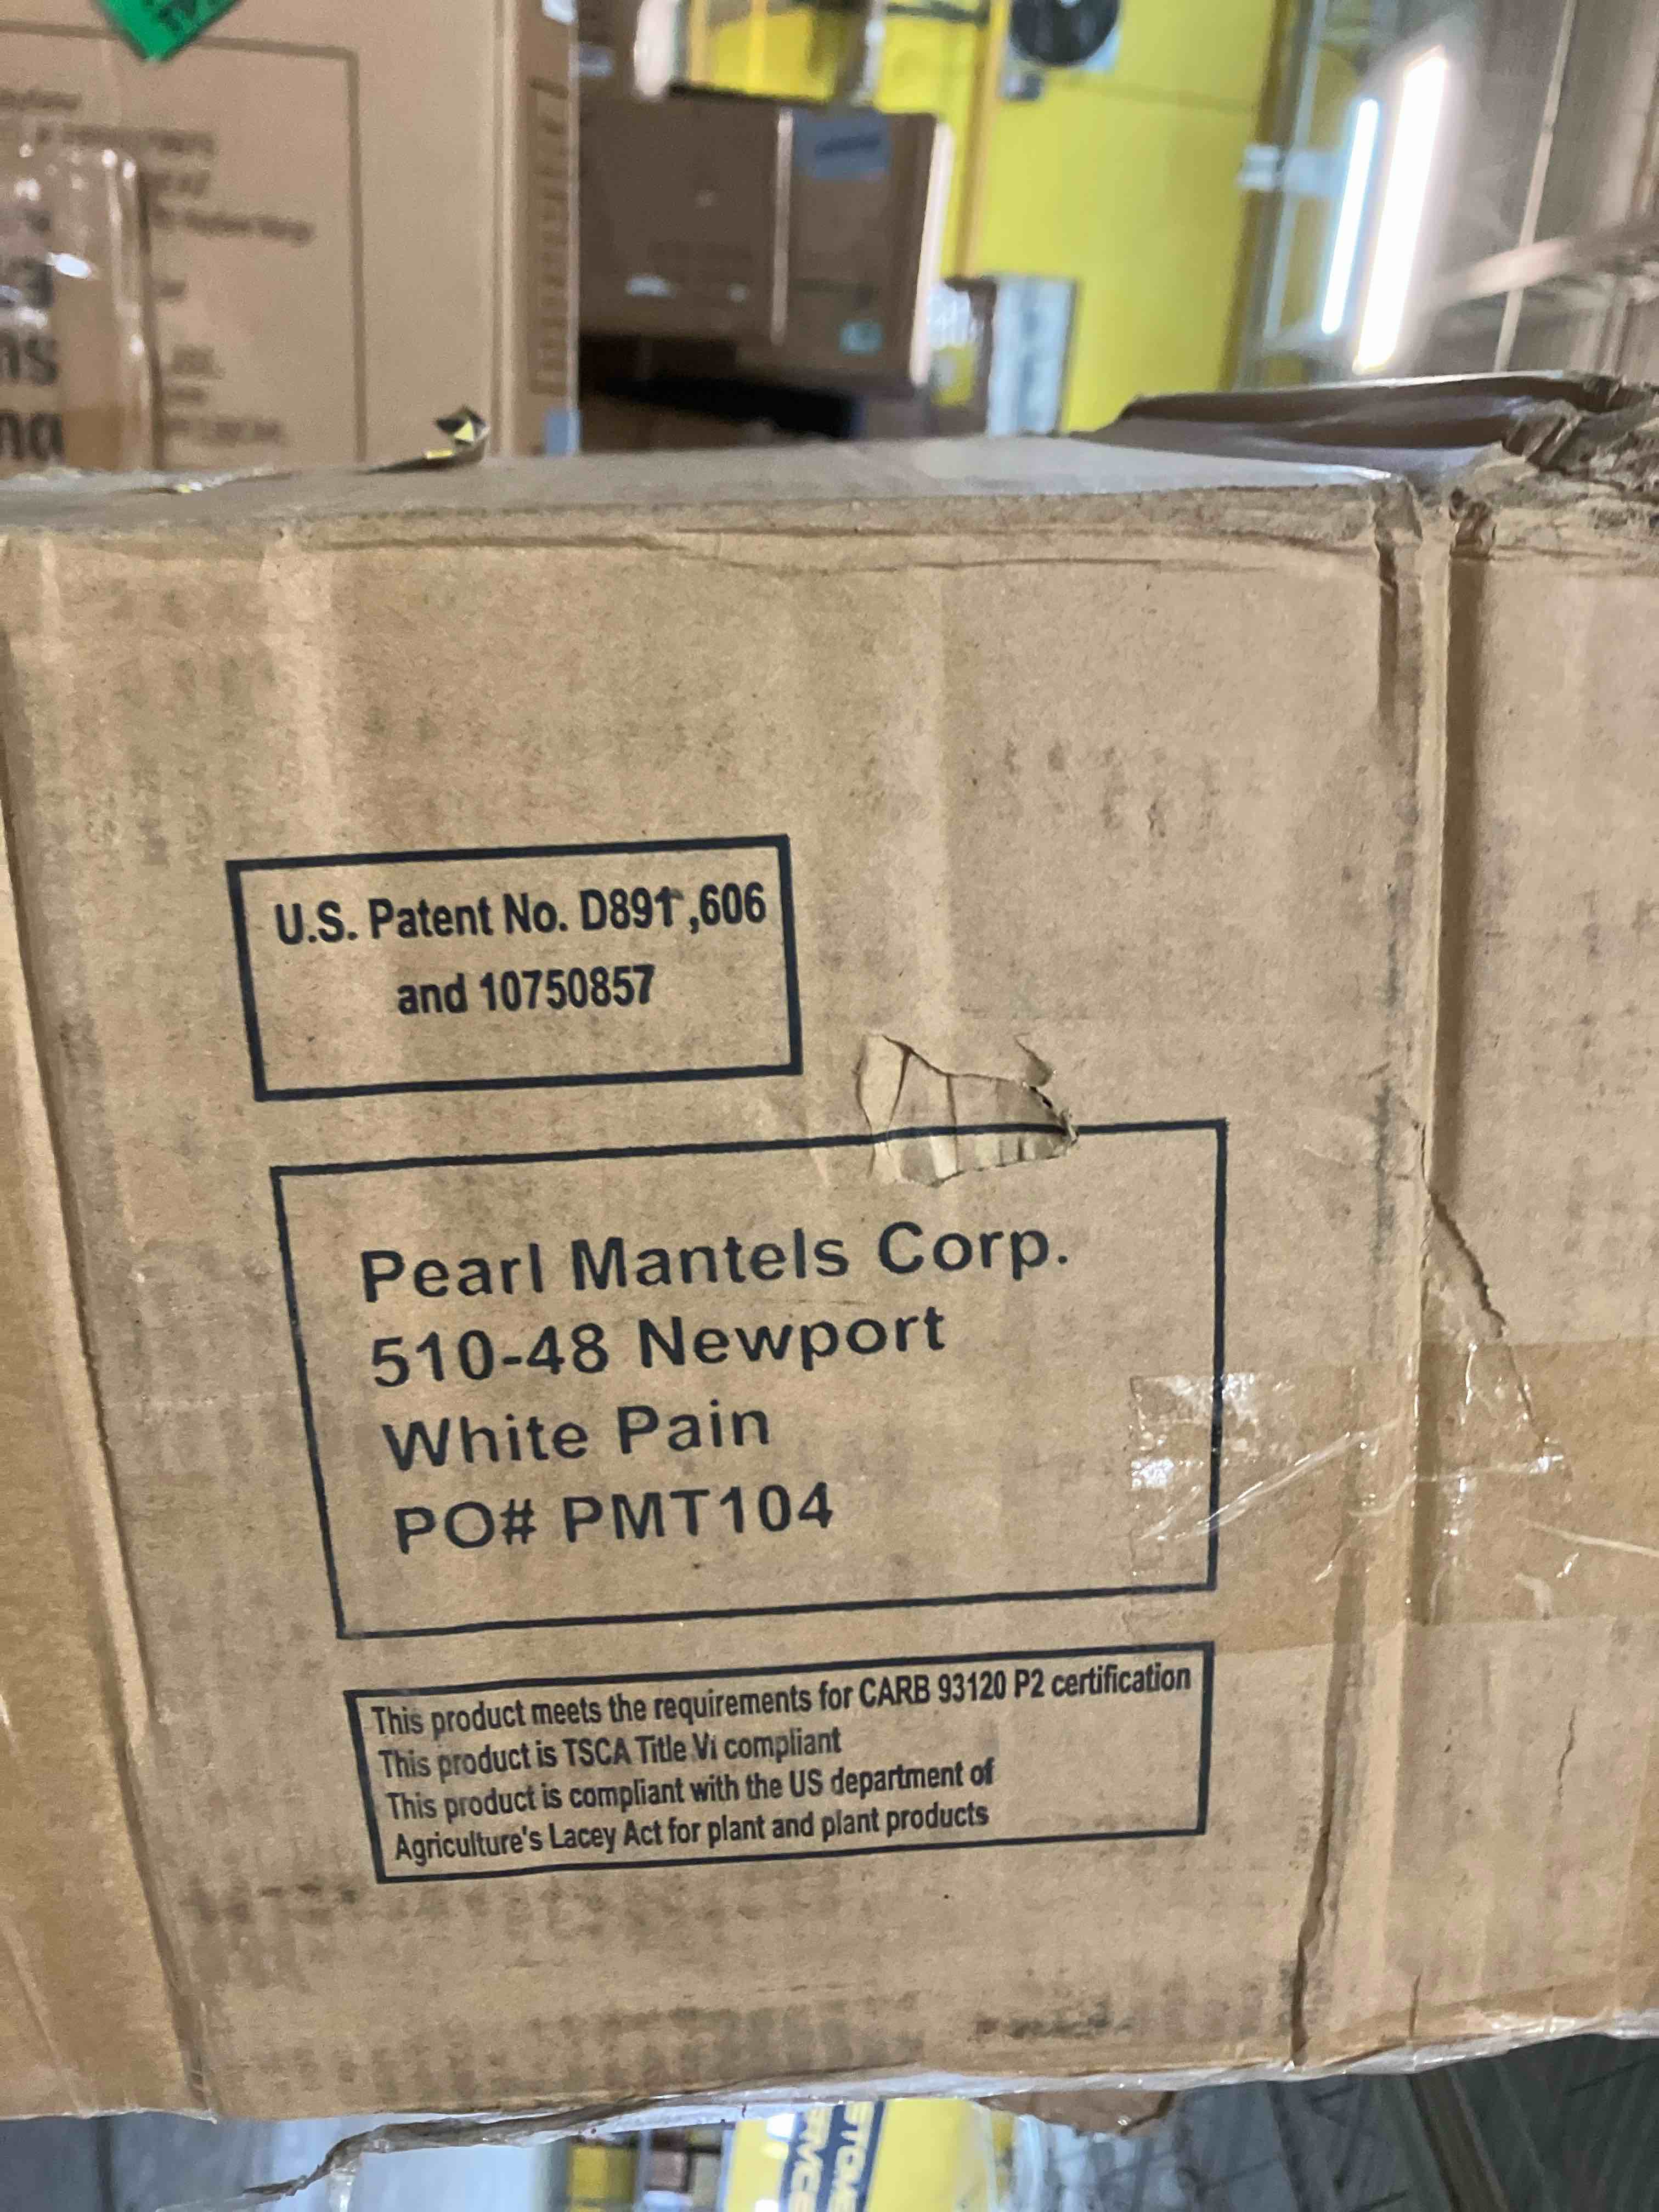 ns
U.S. Patent No. D891,606
and 10750857
Pearl Mantels Corp.
510-48 Newport
White Pain
PO# PMT104
This product meets the requirements for CARB 93120 P2 certification
This product is TSCA Title Vi compliant
This product is compliant with the US department of
Agriculture's Lacey Act for plant and plant products